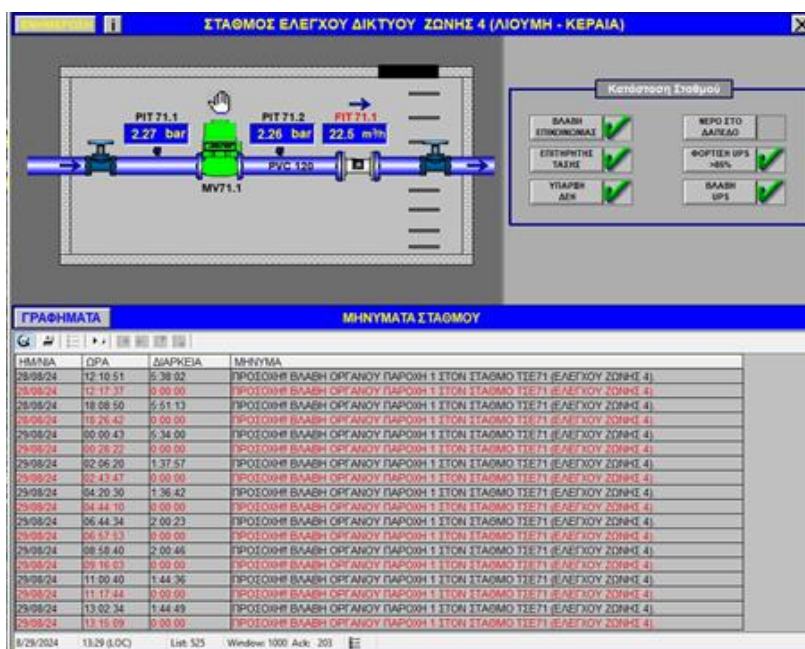 ΕΝΗΜΕΡΩΣΗ i ΣΤΑΘΜΟΣ ΕΛΕΓΧΟΥ ΔΙΚΤΥΟΥ ΖΩΝΗΣ 4 (ΛΙΟΥΜΗ - ΚΕΡΑΙΑ) X
PIT 71.1 PIT 71.2 FIT 71.1
2.27 bar 2.26 bar 22.5 m³/h
PVC 120
MV71.1
Κατάσταση Σταθμού
ΒΛΑΒΗ ΕΠΙΚΟΙΝΩΝΙΑΣ
ΝΕΡΟ ΣΤΟ ΔΑΠΕΔΟ
ΕΠΙΤΗΡΗΤΗΣ ΤΑΣΗΣ
ΦΟΡΤΙΣΗ UPS >85%
ΥΠΑΡΞΗ ΔΕΗ
ΒΛΑΒΗ UPS
ΓΡΑΦΗΜΑΤΑ ΜΗΝΥΜΑΤΑ ΣΤΑΘΜΟΥ
ΗΜ/ΝΙΑ ΩΡΑ ΔΙΑΡΚΕΙΑ ΜΗΝΥΜΑ
28/08/24 12:10:51 5:38:02 ΠΡΟΣΟΧΗ!! ΒΛΑΒΗ ΟΡΓΑΝΟΥ ΠΑΡΟΧΗ 1 ΣΤΟΝ ΣΤΑΘΜΟ ΤΣΕ71 (ΕΛΕΓΧΟΥ ΖΩΝΗΣ 4).
28/08/24 12:17:37 0:00:00 ΠΡΟΣΟΧΗ!! ΒΛΑΒΗ ΟΡΓΑΝΟΥ ΠΑΡΟΧΗ 1 ΣΤΟΝ ΣΤΑΘΜΟ ΤΣΕ71 (ΕΛΕΓΧΟΥ ΖΩΝΗΣ 4).
28/08/24 18:08:50 5:51:13 ΠΡΟΣΟΧΗ!! ΒΛΑΒΗ ΟΡΓΑΝΟΥ ΠΑΡΟΧΗ 1 ΣΤΟΝ ΣΤΑΘΜΟ ΤΣΕ71 (ΕΛΕΓΧΟΥ ΖΩΝΗΣ 4).
28/08/24 18:26:42 0:00:00 ΠΡΟΣΟΧΗ!! ΒΛΑΒΗ ΟΡΓΑΝΟΥ ΠΑΡΟΧΗ 1 ΣΤΟΝ ΣΤΑΘΜΟ ΤΣΕ71 (ΕΛΕΓΧΟΥ ΖΩΝΗΣ 4).
29/08/24 00:00:43 5:34:00 ΠΡΟΣΟΧΗ!! ΒΛΑΒΗ ΟΡΓΑΝΟΥ ΠΑΡΟΧΗ 1 ΣΤΟΝ ΣΤΑΘΜΟ ΤΣΕ71 (ΕΛΕΓΧΟΥ ΖΩΝΗΣ 4).
29/08/24 00:28:22 0:00:00 ΠΡΟΣΟΧΗ!! ΒΛΑΒΗ ΟΡΓΑΝΟΥ ΠΑΡΟΧΗ 1 ΣΤΟΝ ΣΤΑΘΜΟ ΤΣΕ71 (ΕΛΕΓΧΟΥ ΖΩΝΗΣ 4).
29/08/24 02:06:20 1:37:57 ΠΡΟΣΟΧΗ!! ΒΛΑΒΗ ΟΡΓΑΝΟΥ ΠΑΡΟΧΗ 1 ΣΤΟΝ ΣΤΑΘΜΟ ΤΣΕ71 (ΕΛΕΓΧΟΥ ΖΩΝΗΣ 4).
29/08/24 02:43:47 0:00:00 ΠΡΟΣΟΧΗ!! ΒΛΑΒΗ ΟΡΓΑΝΟΥ ΠΑΡΟΧΗ 1 ΣΤΟΝ ΣΤΑΘΜΟ ΤΣΕ71 (ΕΛΕΓΧΟΥ ΖΩΝΗΣ 4).
29/08/24 04:20:30 1:36:42 ΠΡΟΣΟΧΗ!! ΒΛΑΒΗ ΟΡΓΑΝΟΥ ΠΑΡΟΧΗ 1 ΣΤΟΝ ΣΤΑΘΜΟ ΤΣΕ71 (ΕΛΕΓΧΟΥ ΖΩΝΗΣ 4).
29/08/24 04:44:10 0:00:00 ΠΡΟΣΟΧΗ!! ΒΛΑΒΗ ΟΡΓΑΝΟΥ ΠΑΡΟΧΗ 1 ΣΤΟΝ ΣΤΑΘΜΟ ΤΣΕ71 (ΕΛΕΓΧΟΥ ΖΩΝΗΣ 4).
29/08/24 06:44:34 2:00:23 ΠΡΟΣΟΧΗ!! ΒΛΑΒΗ ΟΡΓΑΝΟΥ ΠΑΡΟΧΗ 1 ΣΤΟΝ ΣΤΑΘΜΟ ΤΣΕ71 (ΕΛΕΓΧΟΥ ΖΩΝΗΣ 4).
29/08/24 06:57:53 0:00:00 ΠΡΟΣΟΧΗ!! ΒΛΑΒΗ ΟΡΓΑΝΟΥ ΠΑΡΟΧΗ 1 ΣΤΟΝ ΣΤΑΘΜΟ ΤΣΕ71 (ΕΛΕΓΧΟΥ ΖΩΝΗΣ 4).
29/08/24 08:58:40 2:00:46 ΠΡΟΣΟΧΗ!! ΒΛΑΒΗ ΟΡΓΑΝΟΥ ΠΑΡΟΧΗ 1 ΣΤΟΝ ΣΤΑΘΜΟ ΤΣΕ71 (ΕΛΕΓΧΟΥ ΖΩΝΗΣ 4).
29/08/24 09:16:03 0:00:00 ΠΡΟΣΟΧΗ!! ΒΛΑΒΗ ΟΡΓΑΝΟΥ ΠΑΡΟΧΗ 1 ΣΤΟΝ ΣΤΑΘΜΟ ΤΣΕ71 (ΕΛΕΓΧΟΥ ΖΩΝΗΣ 4).
29/08/24 11:00:40 1:44:36 ΠΡΟΣΟΧΗ!! ΒΛΑΒΗ ΟΡΓΑΝΟΥ ΠΑΡΟΧΗ 1 ΣΤΟΝ ΣΤΑΘΜΟ ΤΣΕ71 (ΕΛΕΓΧΟΥ ΖΩΝΗΣ 4).
29/08/24 11:17:44 0:00:00 ΠΡΟΣΟΧΗ!! ΒΛΑΒΗ ΟΡΓΑΝΟΥ ΠΑΡΟΧΗ 1 ΣΤΟΝ ΣΤΑΘΜΟ ΤΣΕ71 (ΕΛΕΓΧΟΥ ΖΩΝΗΣ 4).
29/08/24 13:02:34 1:44:49 ΠΡΟΣΟΧΗ!! ΒΛΑΒΗ ΟΡΓΑΝΟΥ ΠΑΡΟΧΗ 1 ΣΤΟΝ ΣΤΑΘΜΟ ΤΣΕ71 (ΕΛΕΓΧΟΥ ΖΩΝΗΣ 4).
29/08/24 13:15:09 0:00:00 ΠΡΟΣΟΧΗ!! ΒΛΑΒΗ ΟΡΓΑΝΟΥ ΠΑΡΟΧΗ 1 ΣΤΟΝ ΣΤΑΘΜΟ ΤΣΕ71 (ΕΛΕΓΧΟΥ ΖΩΝΗΣ 4).
8/29/2024 13:29 (LOC) List: 525 Window: 1000 Ack: 203